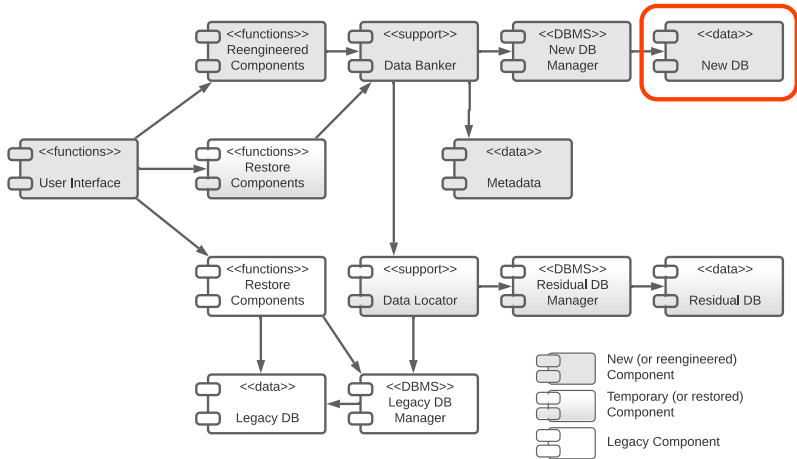 <<functions>>
Reengineered
Components
<<support>>
Data Banker
<<DBMS>>
New DB
Manager
<<data>>
New DB
<<functions>>
User Interface
<<functions>>
Restore
Components
<<data>>
Metadata
<<functions>>
Restore
Components
<<support>>
Data Locator
<<DBMS>>
Residual DB
Manager
<<data>>
Residual DB
<<data>>
Legacy DB
<<DBMS>>
Legacy DB
Manager
New (or reengineered)
Component
Temporary (or restored)
Component
Legacy Component